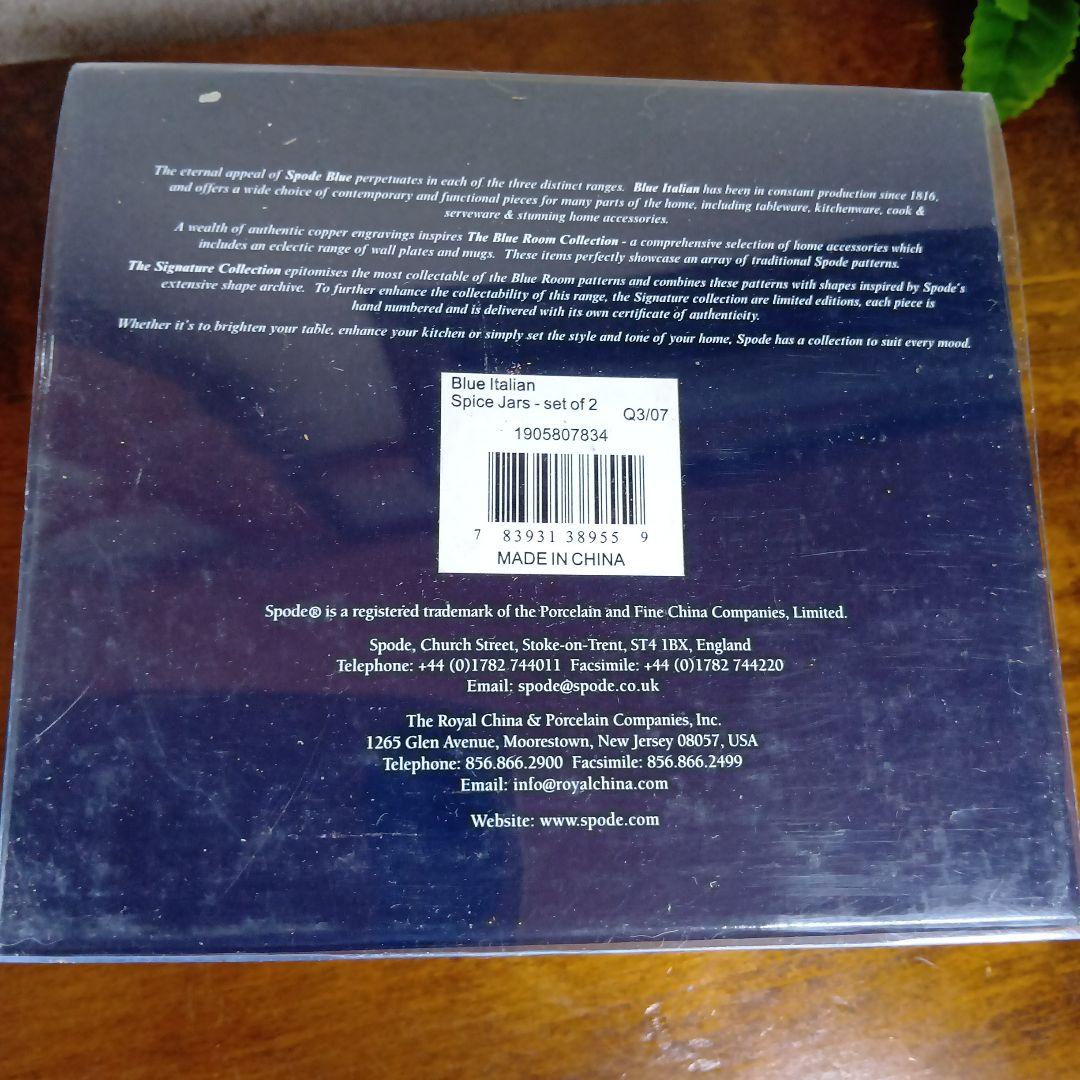 The eternal appeal of Spode Blue perpetuates in each of the three distinct ranges. Blue Italian has been in constant production since 1816,
and offers a wide choice of contemporary and functional pieces for many parts of the home, including tableware, kitchenware, cook &
serveware & stunning home accessories.
A wealth of authentic copper engravings inspires The Blue Room Collection - a comprehensive selection of home accessories which
includes an eclectic range of wall plates and mugs. These items perfectly showcase an array of traditional Spode patterns.
The Signature Collection epitomises the most collectable of the Blue Room patterns and combines these patterns with shapes inspired by Spode's
extensive shape archive. To further enhance the collectability of this range, the Signature collection are limited editions, each piece is
hand numbered and is delivered with its own certificate of authenticity.
Whether it's to brighten your table, enhance your kitchen or simply set the style and tone of your home, Spode has a collection to suit every mood.
Blue Italian
Spice Jars - set of 2 Q3/07
1905807834
7 83931 38955 9
MADE IN CHINA
Spode® is a registered trademark of the Porcelain and Fine China Companies, Limited.
Spode, Church Street, Stoke-on-Trent, ST4 1BX, England
Telephone: +44 (0)1782 744011 Facsimile: +44 (0)1782 744220
Email: spode@spode.co.uk
The Royal China & Porcelain Companies, Inc.
1265 Glen Avenue, Moorestown, New Jersey 08057, USA
Telephone: 856.866.2900 Facsimile: 856.866.2499
Email: info@royalchina.com
Website: www.spode.com